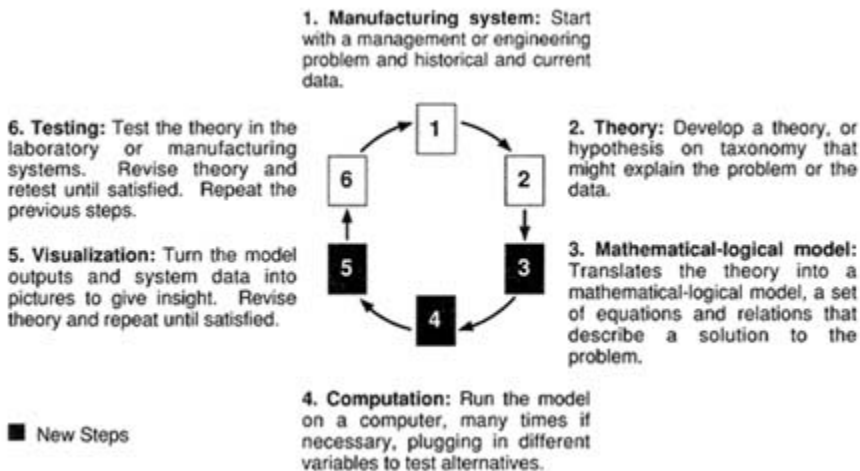 1. Manufacturing system: Start
with a management or engineering
problem and historical and current
data.
6. Testing: Test the theory in the
laboratory or manufacturing
systems. Revise theory and
retest until satisfied. Repeat the
previous steps.
1
2. Theory: Develop a theory, or
hypothesis on taxonomy that
might explain the problem or the
data.
6
2
5. Visualization: Turn the model
outputs and system data into
pictures to give insight. Revise
theory and repeat until satisfied.
5
3
3. Mathematical-logical model:
Translates the theory into a
mathematical-logical model, a set
of equations and relations that
describe a solution to the
problem.
4
4. Computation: Run the model
on a computer, many times if
necessary, plugging in different
variables to test alternatives.
New Steps